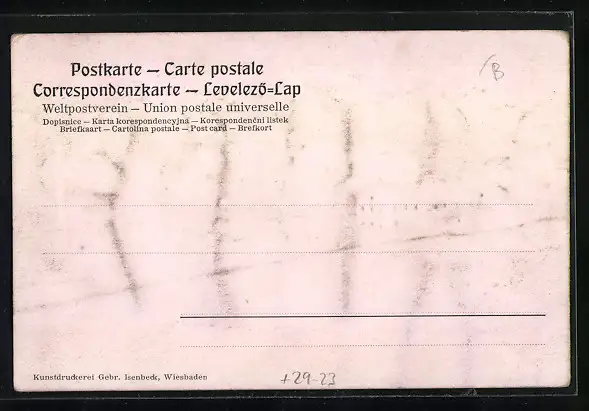 Postkarte – Carte postale
Correspondenzkarte – Levelező=Lap
Weltpostverein – Union postale universelle
Dopisnice – Karta korespondencyjna – Korespondenční lístek
Briefkaart – Cartolina postale – Post card – Brefkort
B
Kunstdruckerei Gebr. Isenbeck, Wiesbaden
+29-23